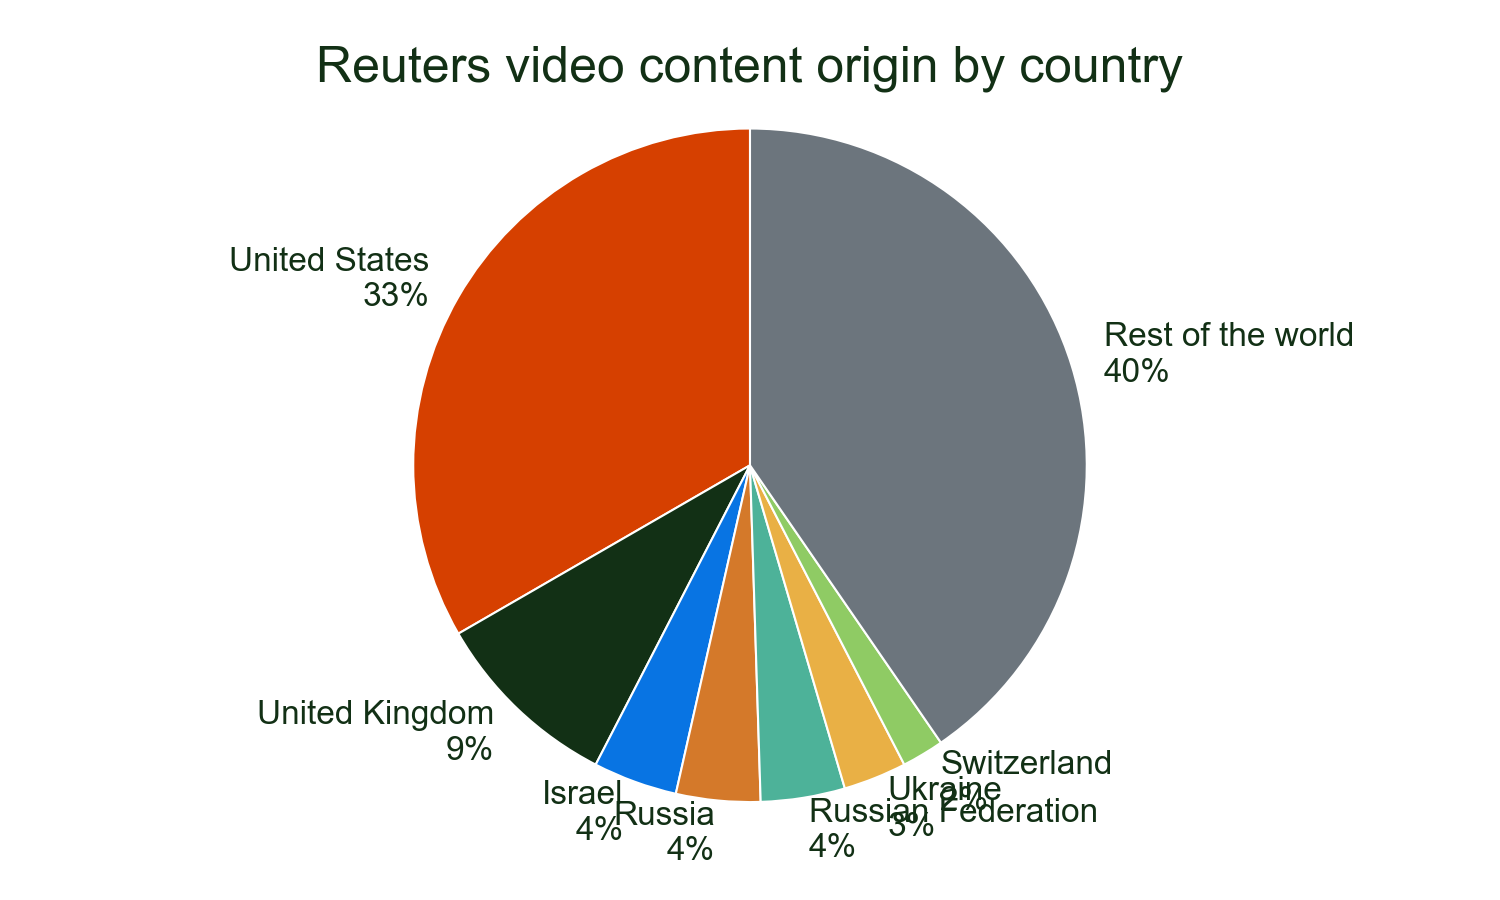 Reuters video content origin by country
United States
33%
Rest of the world
40%
United Kingdom
9%
Israel
4%
Russia
4%
Russian Federation
4%
Ukraine
3%
Switzerland
2%